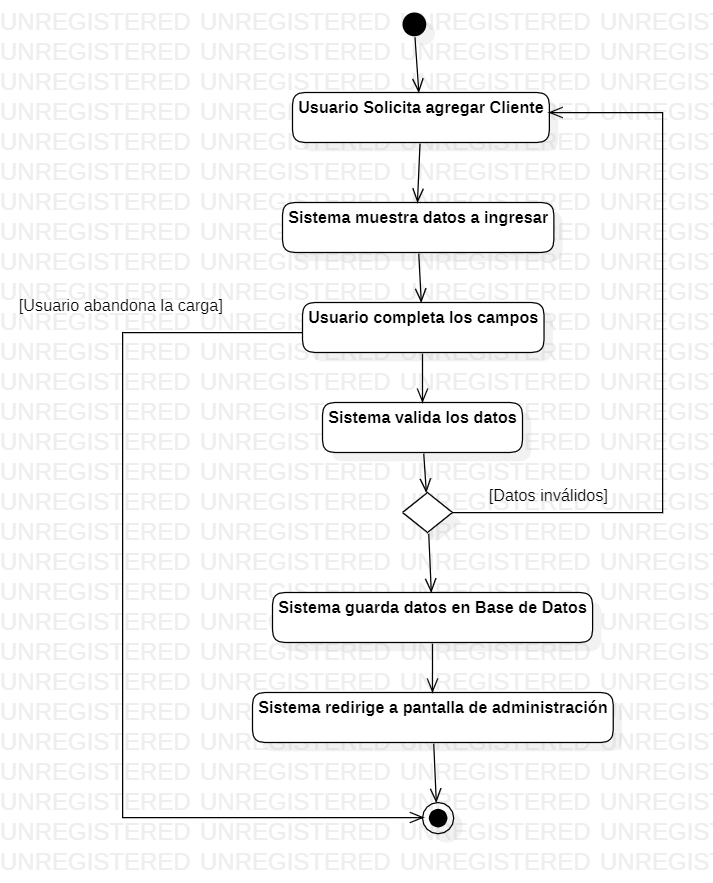 Usuario Solicita agregar Cliente
Sistema muestra datos a ingresar
[Usuario abandona la carga]
Usuario completa los campos
Sistema valida los datos
[Datos inválidos]
Sistema guarda datos en Base de Datos
Sistema redirige a pantalla de administración
UNREGISTERED